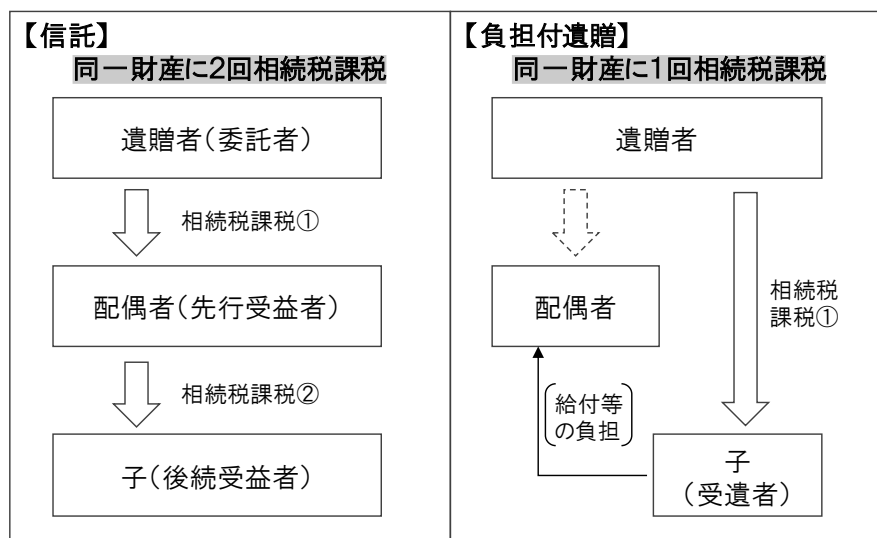 【信託】
同一財産に2回相続税課税
遺贈者(委託者)
相続税課税①
配偶者(先行受益者)
相続税課税②
子(後続受益者)
【負担付遺贈】
同一財産に1回相続税課税
遺贈者
配偶者
相続税
課税①
給付等
の負担
子
(受遺者)